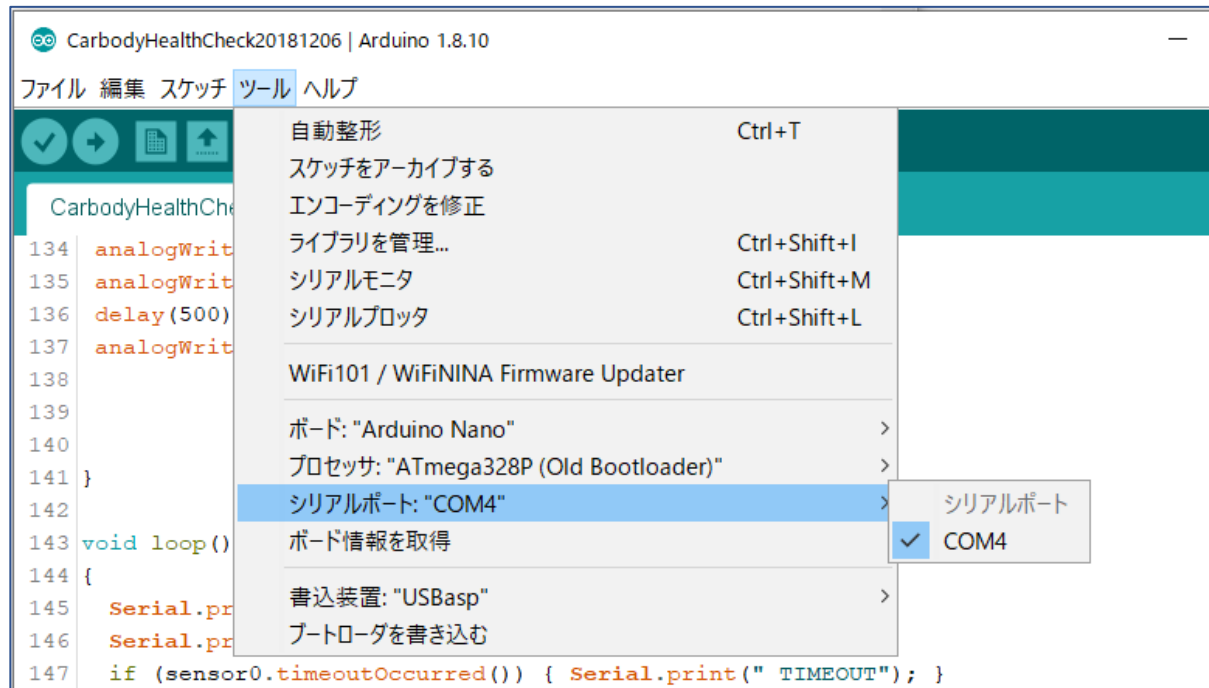 CarbodyHealthCheck20181206 | Arduino 1.8.10
ファイル 編集 スケッチ ツール ヘルプ
自動整形 Ctrl+T
スケッチをアーカイブする
CarbodyHealthChe エンコーディングを修正
134 analogWrit ライブラリを管理... Ctrl+Shift+I
135 analogWrit シリアルモニタ Ctrl+Shift+M
136 delay(500) シリアルプロッタ Ctrl+Shift+L
137 analogWrit
138 WiFi101 / WiFiNINA Firmware Updater
139
140 ボード: "Arduino Nano"
141 } プロセッサ: "ATmega328P (Old Bootloader)"
142 シリアルポート: "COM4" シリアルポート
143 void loop() ボード情報を取得 COM4
144 {
145 Serial.pr 書込装置: "USBasp"
146 Serial.pr ブートローダを書き込む
147 if (sensor0.timeoutOccurred()) { Serial.print(" TIMEOUT"); }